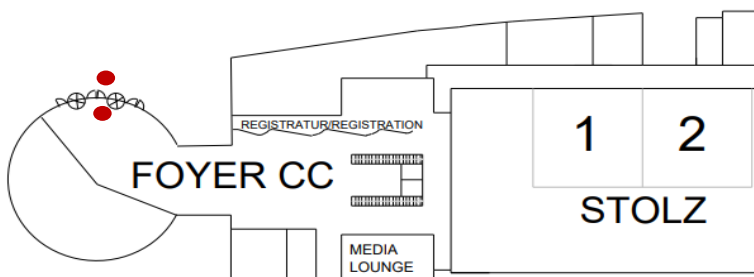 REGISTRATUR/REGISTRATION
1 2
FOYER CC
STOLZ
MEDIA
LOUNGE